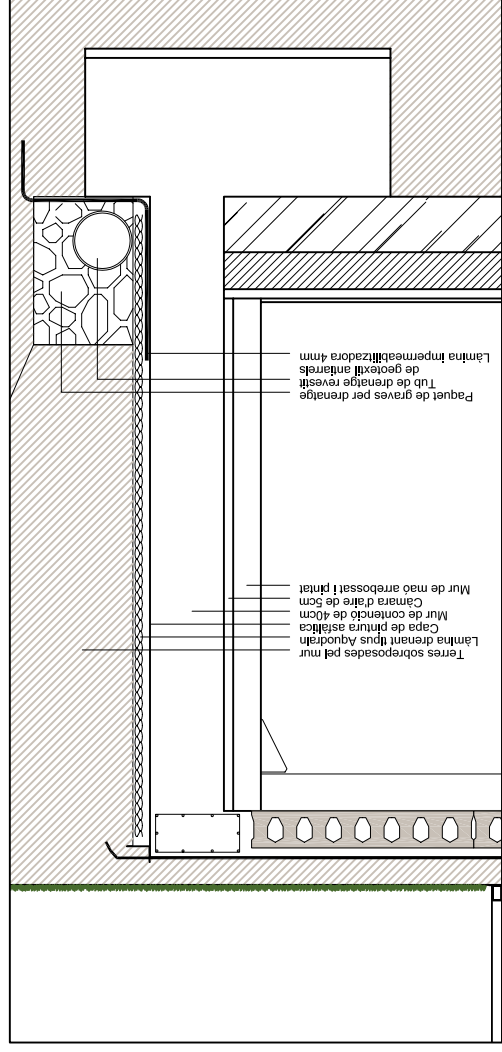 Terres sobreposades pel mur
Làmina drenant tipus Aquodrain
Capa de pintura asfàltica
Mur de contenció de 40cm
Càmara d'aire de 5cm
Mur de maó arrebossat i pintat
Paquet de graves per drenatge
Tub de drenatge revestit
de geotextil antiarrels
Làmina impermeabilitzadora 4mm